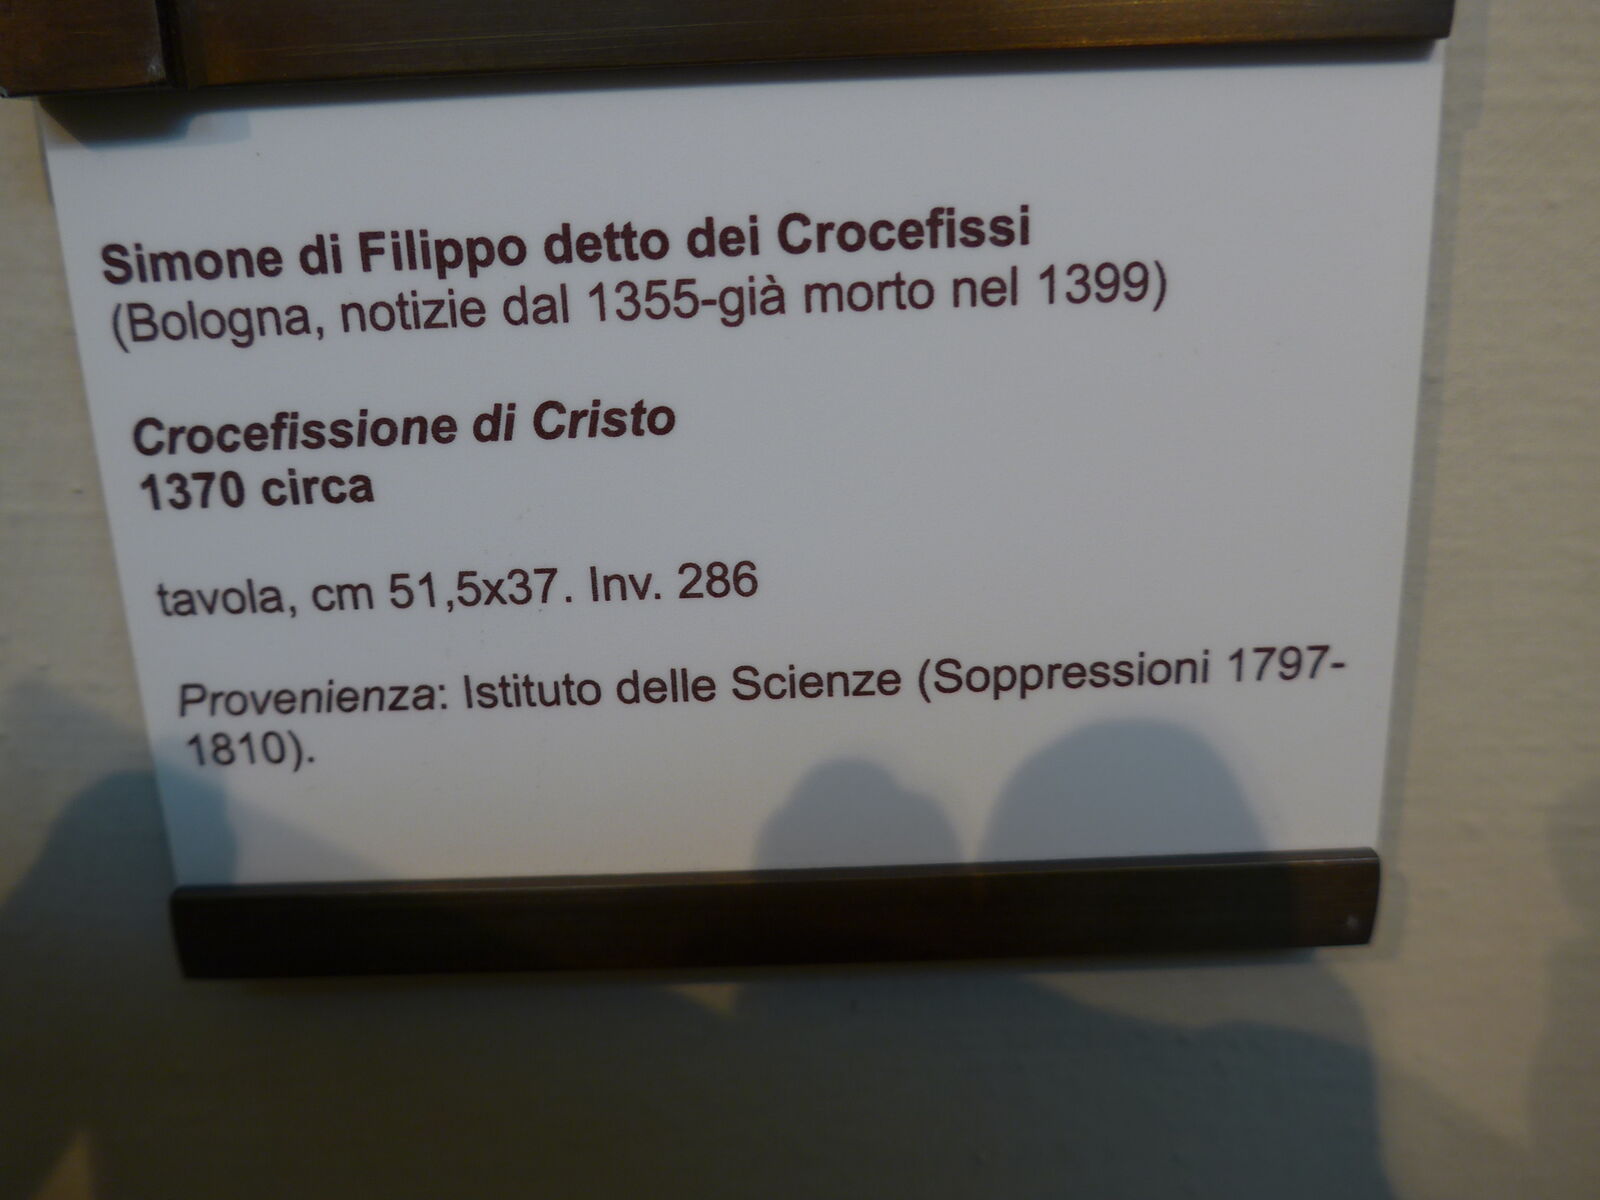 Simone di Filippo detto dei Crocefissi
(Bologna, notizie dal 1355-già morto nel 1399)
Crocefissione di Cristo
1370 circa
tavola, cm 51,5x37. Inv. 286
Provenienza: Istituto delle Scienze (Soppressioni 1797-
1810).